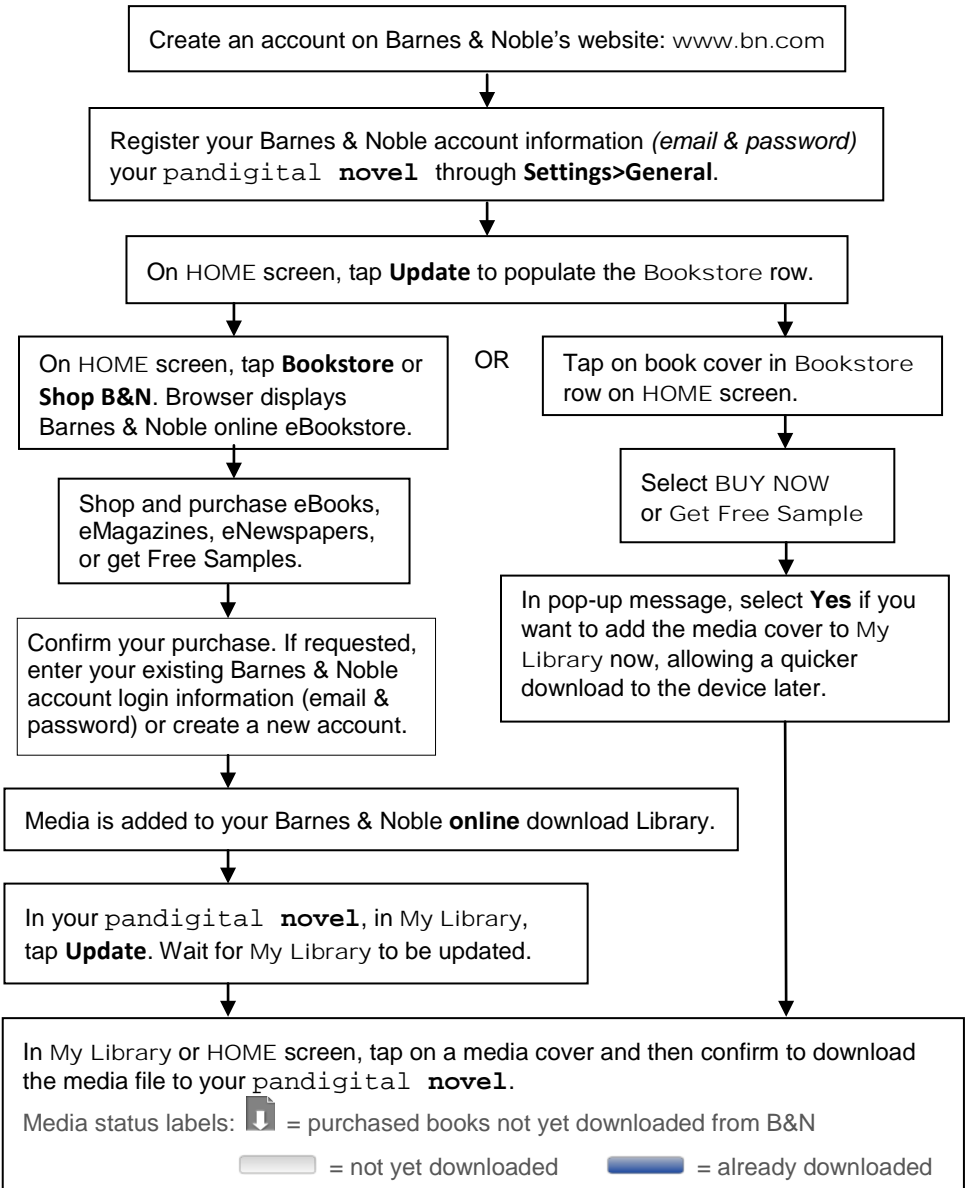 Create an account on Barnes & Noble's website: www.bn.com
Register your Barnes & Noble account information (email & password)
your pandigital novel through Settings>General.
On HOME screen, tap Update to populate the Bookstore row.
On HOME screen, tap Bookstore or
Shop B&N. Browser displays
Barnes & Noble online eBookstore.
OR
Tap on book cover in Bookstore
row on HOME screen.
Shop and purchase eBooks,
eMagazines, eNewspapers,
or get Free Samples.
Select BUY NOW
or Get Free Sample
Confirm your purchase. If requested,
enter your existing Barnes & Noble
account login information (email &
password) or create a new account.
In pop-up message, select Yes if you
want to add the media cover to My
Library now, allowing a quicker
download to the device later.
Media is added to your Barnes & Noble online download Library.
In your pandigital novel, in My Library,
tap Update. Wait for My Library to be updated.
In My Library or HOME screen, tap on a media cover and then confirm to download
the media file to your pandigital novel.
Media status labels: = purchased books not yet downloaded from B&N
= not yet downloaded = already downloaded